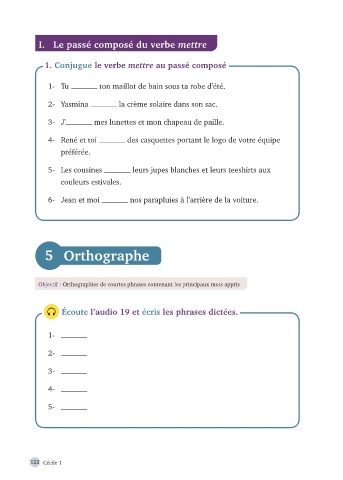 I. Le passé composé du verbe mettre
1. Conjugue le verbe mettre au passé composé
1- Tu ______ ton maillot de bain sous ta robe d'été.
2- Yasmina ______ la crème solaire dans son sac.
3- J'______ mes lunettes et mon chapeau de paille.
4- René et toi ______ des casquettes portant le logo de votre équipe
préférée.
5- Les cousines ______ leurs jupes blanches et leurs teeshirts aux
couleurs estivales.
6- Jean et moi ______ nos parapluies à l'arrière de la voiture.
5 Orthographe
Objectif : Orthographier de courtes phrases contenant les principaux mots appris
Écoute l'audio 19 et écris les phrases dictées.
1- ______
2- ______
3- ______
4- ______
5- ______
122 Cécile 1